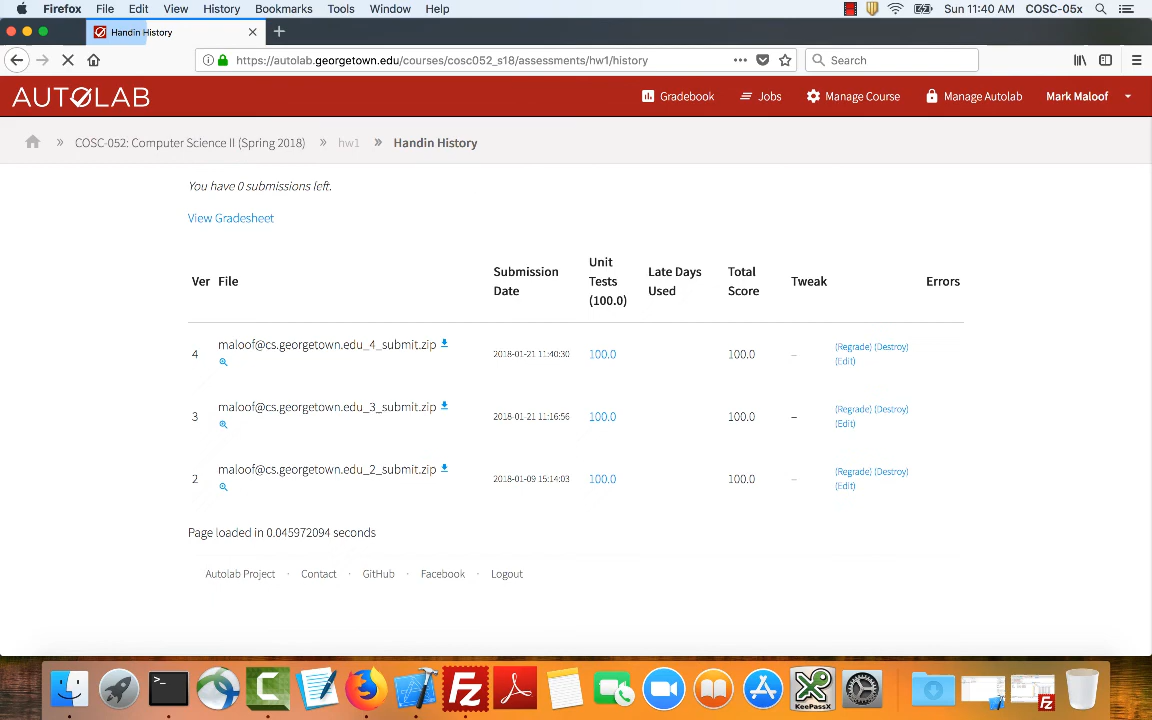 Firefox File Edit View History Bookmarks Tools Window Help Sun 11:40 AM COSC-05x
Handin History
https://autolab.georgetown.edu/courses/cosc052_s18/assessments/hw1/history Search
AUTOLAB Gradebook Jobs Manage Course Manage Autolab Mark Maloof
» COSC-052: Computer Science II (Spring 2018) » hw1 » Handin History
You have 0 submissions left.
View Gradesheet
Ver File Submission Date Unit Tests (100.0) Late Days Used Total Score Tweak Errors
4 maloof@cs.georgetown.edu_4_submit.zip 2018-01-21 11:40:30 100.0 100.0 – (Regrade) (Destroy)
(Edit)
3 maloof@cs.georgetown.edu_3_submit.zip 2018-01-21 11:16:56 100.0 100.0 – (Regrade) (Destroy)
(Edit)
2 maloof@cs.georgetown.edu_2_submit.zip 2018-01-09 15:14:03 100.0 100.0 – (Regrade) (Destroy)
(Edit)
Page loaded in 0.045972094 seconds
Autolab Project · Contact · GitHub · Facebook · Logout
KeePassX